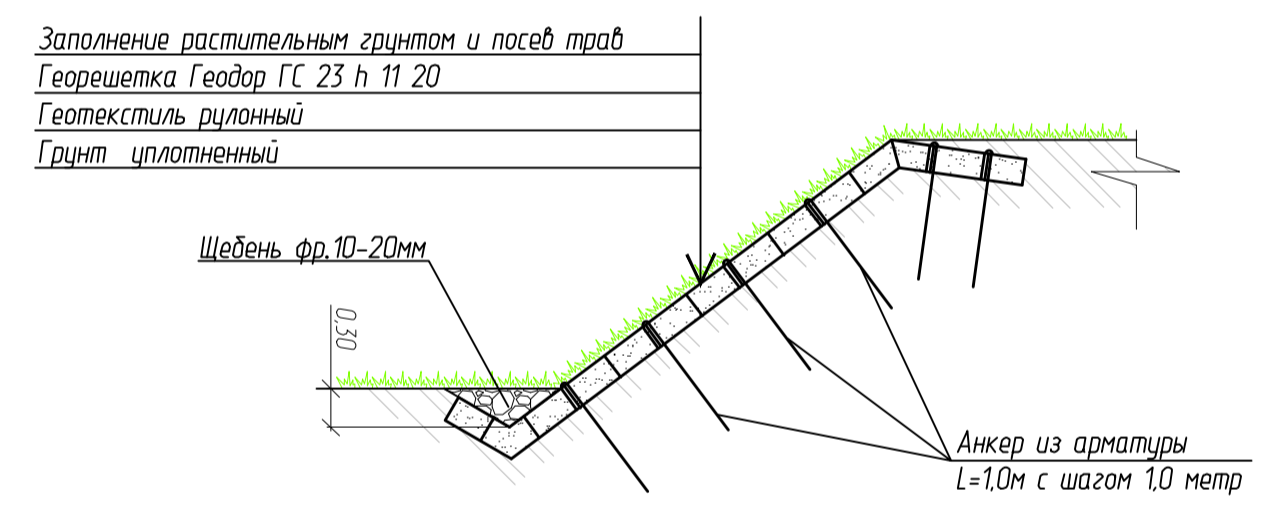 Заполнение растительным грунтом и посев трав
Георешетка Геодор ГС 23 h 11 20
Геотекстиль рулонный
Грунт уплотненный
Щебень фр.10-20мм
0,30
Анкер из арматуры
L=1,0м с шагом 1,0 метр